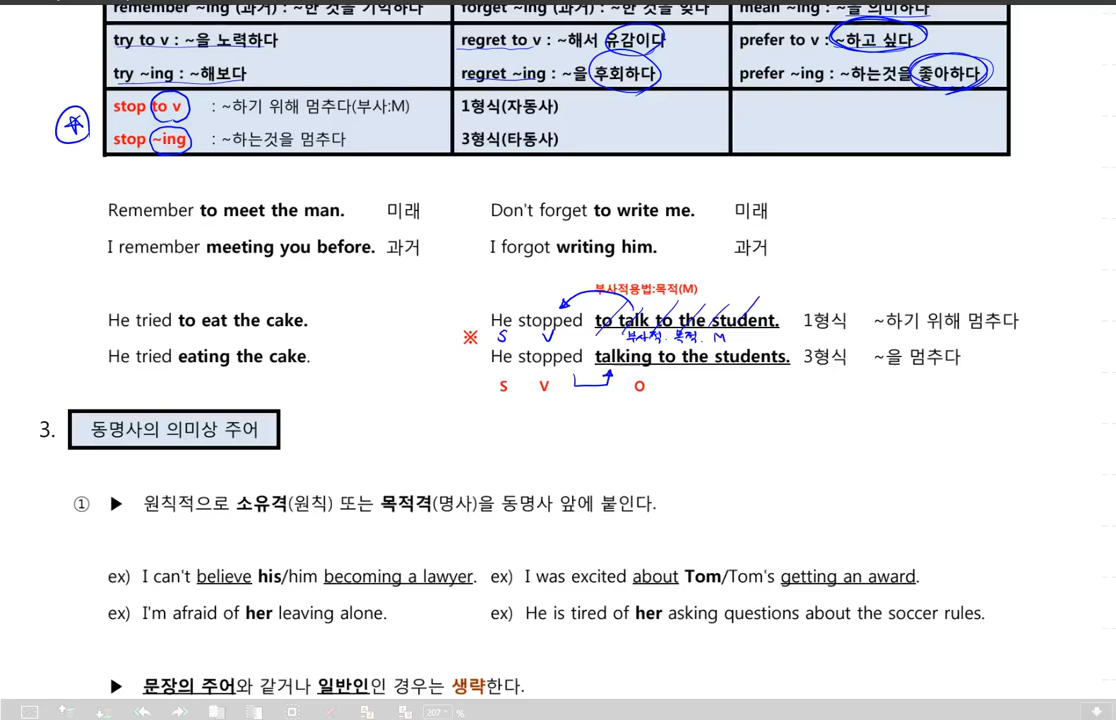 remember ~ing (과거) : ~한 것을 기억하다 forget ~ing (과거) : ~한 것을 잊다 mean ~ing : ~을 의미하다
try to v : ~을 노력하다 regret to v : ~해서 유감이다 prefer to v : ~하고 싶다
try ~ing : ~해보다 regret ~ing : ~을 후회하다 prefer ~ing : ~하는것을 좋아하다
stop to v : ~하기 위해 멈추다(부사:M) 1형식(자동사)
stop ~ing : ~하는것을 멈추다 3형식(타동사)
Remember to meet the man. 미래 Don't forget to write me. 미래
I remember meeting you before. 과거 I forgot writing him. 과거
부사적용법:목적(M)
He tried to eat the cake. He stopped to talk to the student. 1형식 ~하기 위해 멈추다
※ S V 부사적. 목적. M
He tried eating the cake. He stopped talking to the students. 3형식 ~을 멈추다
S V O
3. 동명사의 의미상 주어
① ▶ 원칙적으로 소유격(원칙) 또는 목적격(명사)을 동명사 앞에 붙인다.
ex) I can't believe his/him becoming a lawyer. ex) I was excited about Tom/Tom's getting an award.
ex) I'm afraid of her leaving alone. ex) He is tired of her asking questions about the soccer rules.
▶ 문장의 주어와 같거나 일반인인 경우는 생략한다.
207 %